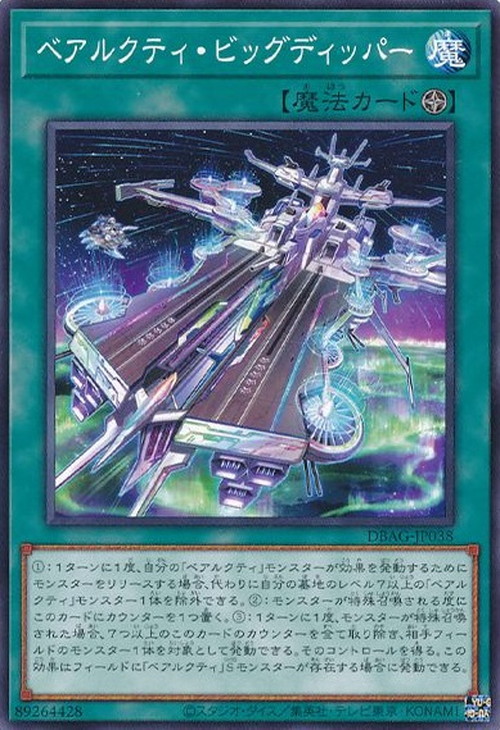 ベアルクティ・ビッグディッパー
魔
【魔法カード】
DBAG-JP038
①：1ターンに1度、自分の「ベアルクティ」モンスターが効果を発動するために
モンスターをリリースする場合、代わりに自分の墓地のレベル7以上の「ベアル
クティ」モンスター1体を除外できる。②：モンスターが特殊召喚される度に
このカードにカウンターを1つ置く。③：1ターンに1度、モンスターが特殊召喚さ
れた場合、7つ以上のこのカードのカウンターを全て取り除き、相手フィー
ルドのモンスター1体を対象として発動できる。そのコントロールを得る。この
効果はフィールドに「ベアルクティ」Sモンスターが存在する場合に発動できる。
89264428
©スタジオ・ダイス／集英社・テレビ東京・KONAMI